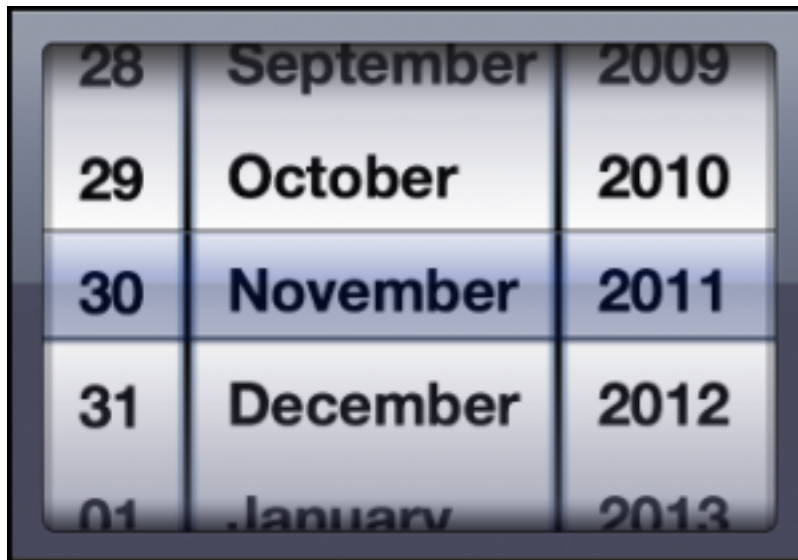 28 September 2009
29 October 2010
30 November 2011
31 December 2012
01 January 2013